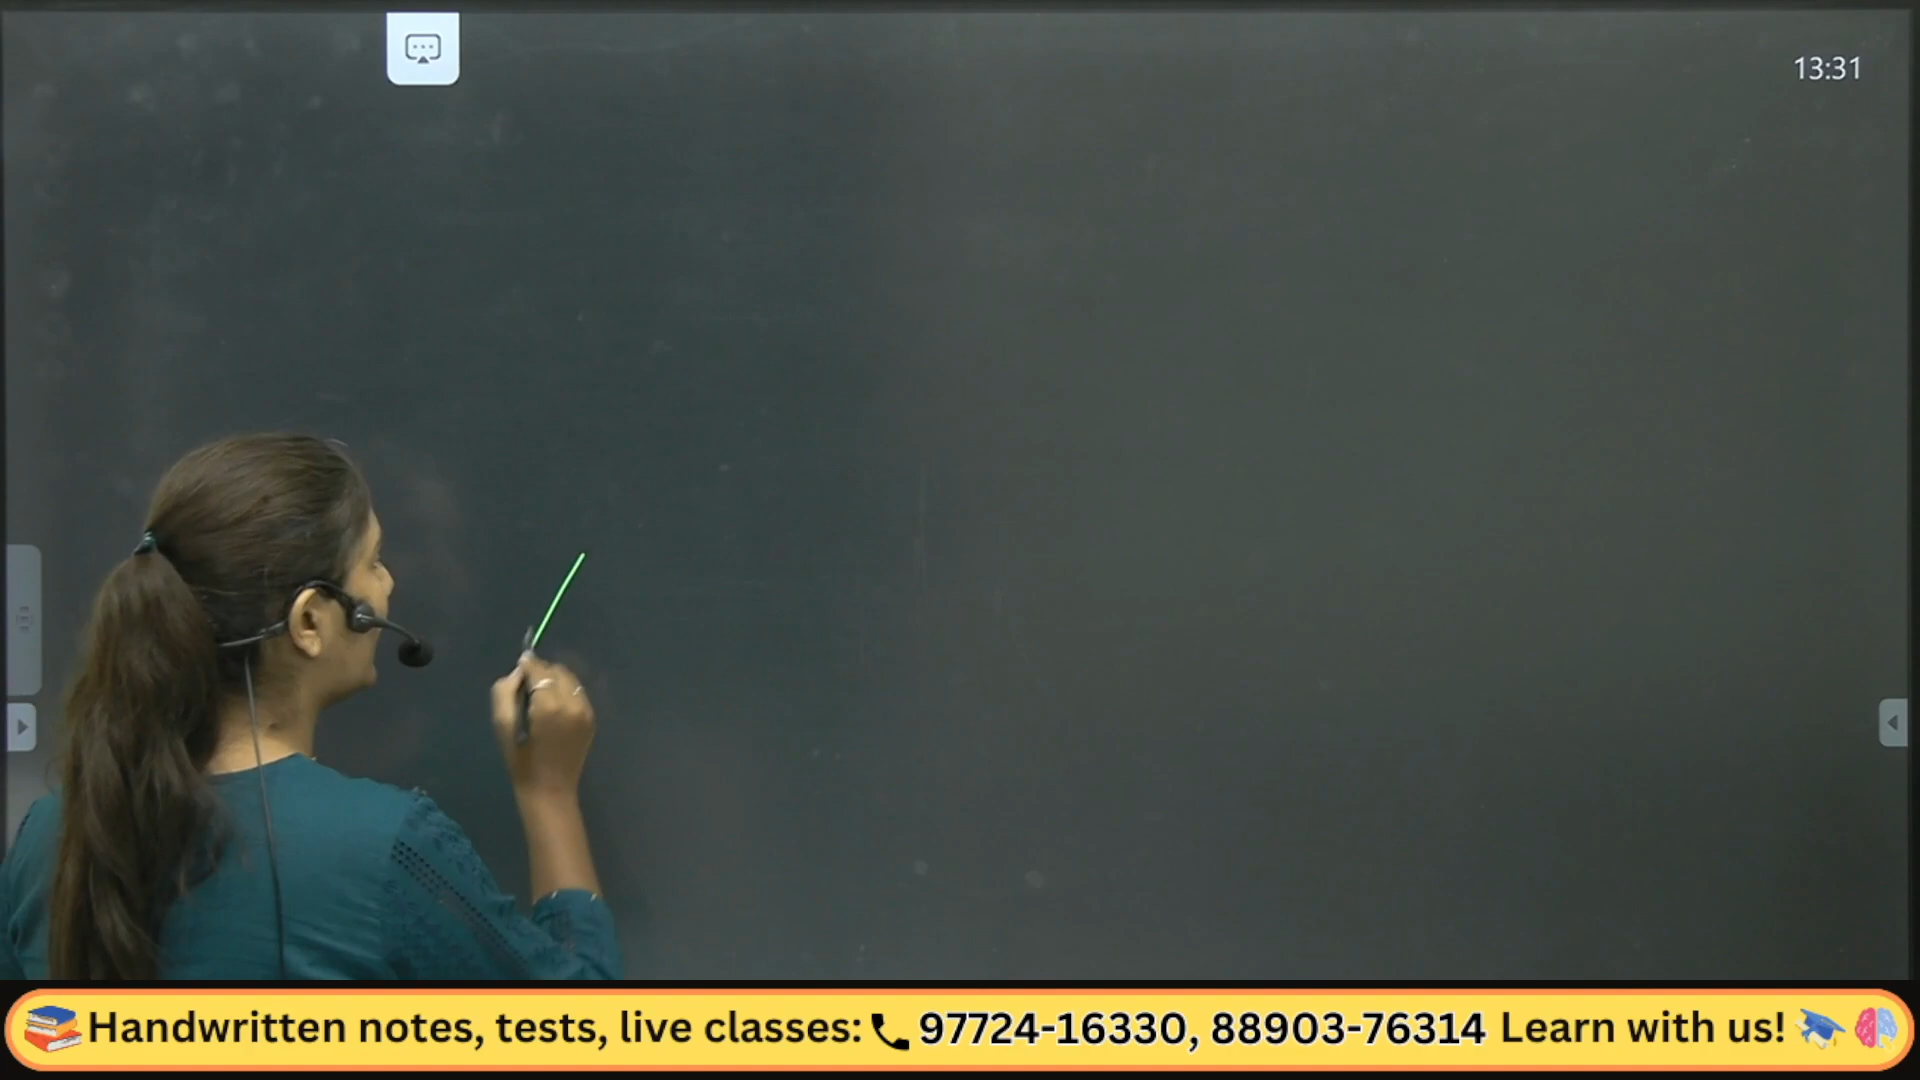 13:31
Handwritten notes, tests, live classes: 97724-16330, 88903-76314 Learn with us!